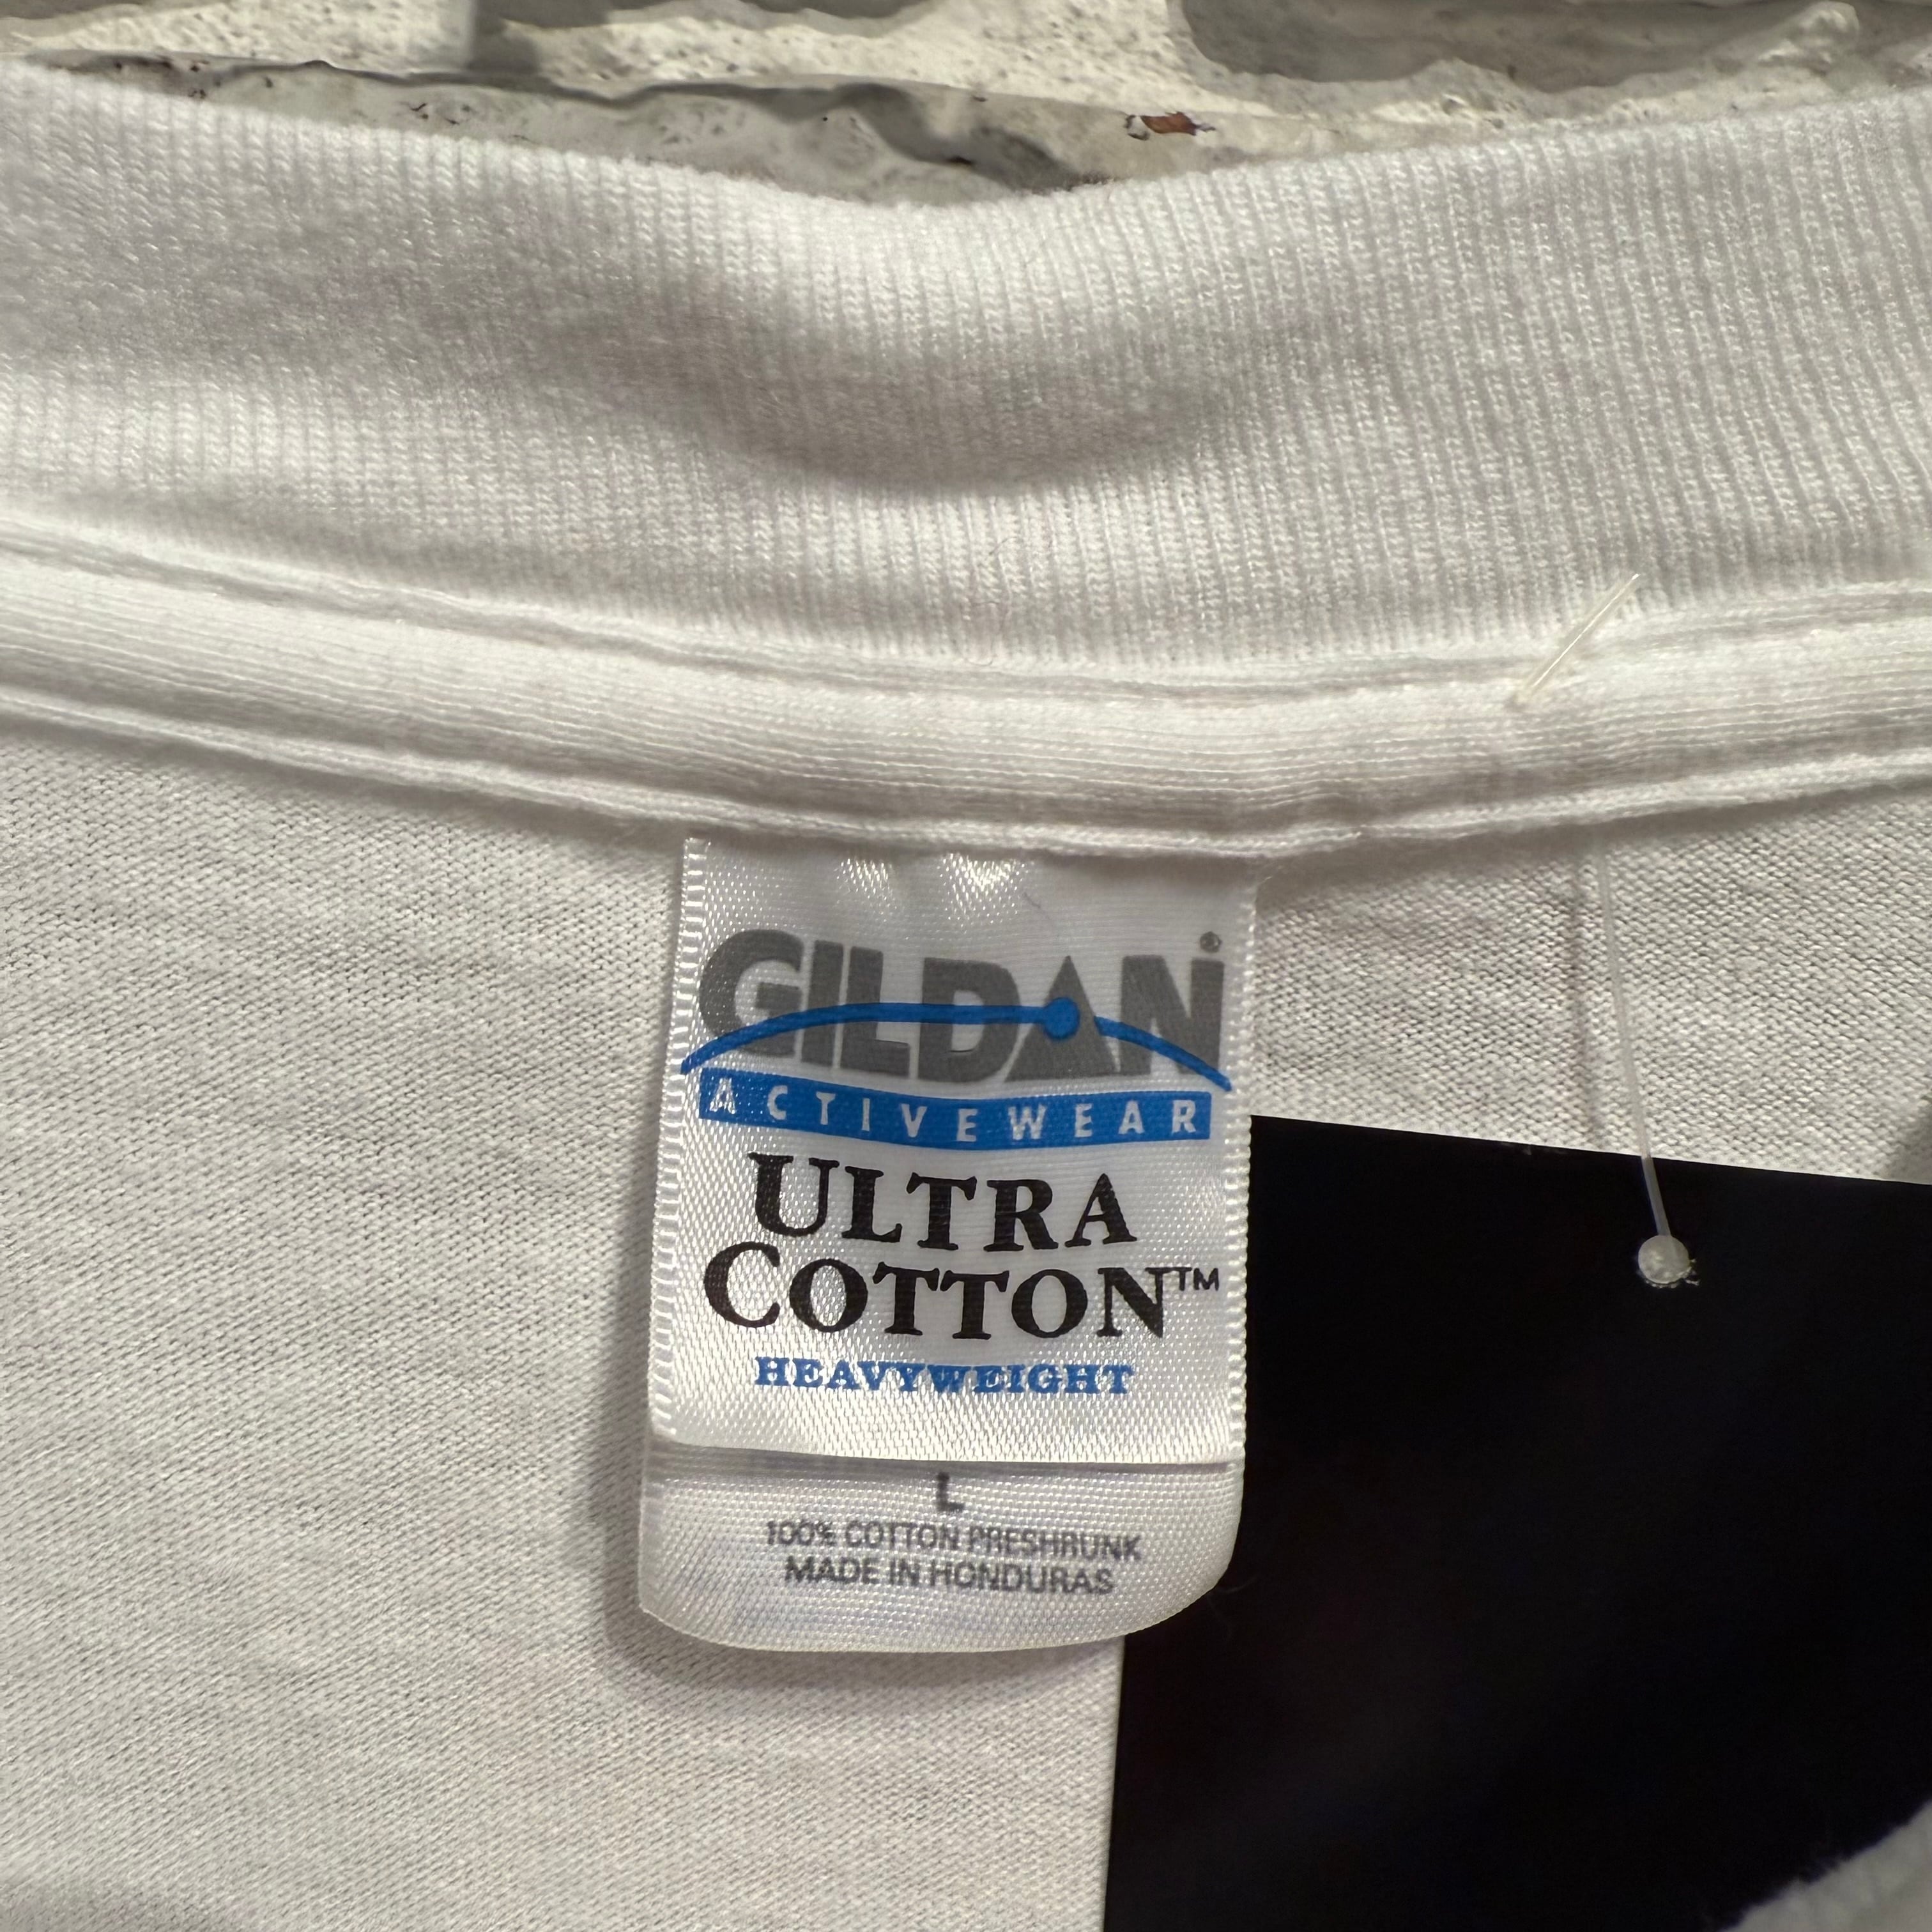 GILDAN®
ACTIVEWEAR
ULTRA
COTTON™
HEAVYWEIGHT
L
100% COTTON PRESHRUNK
MADE IN HONDURAS